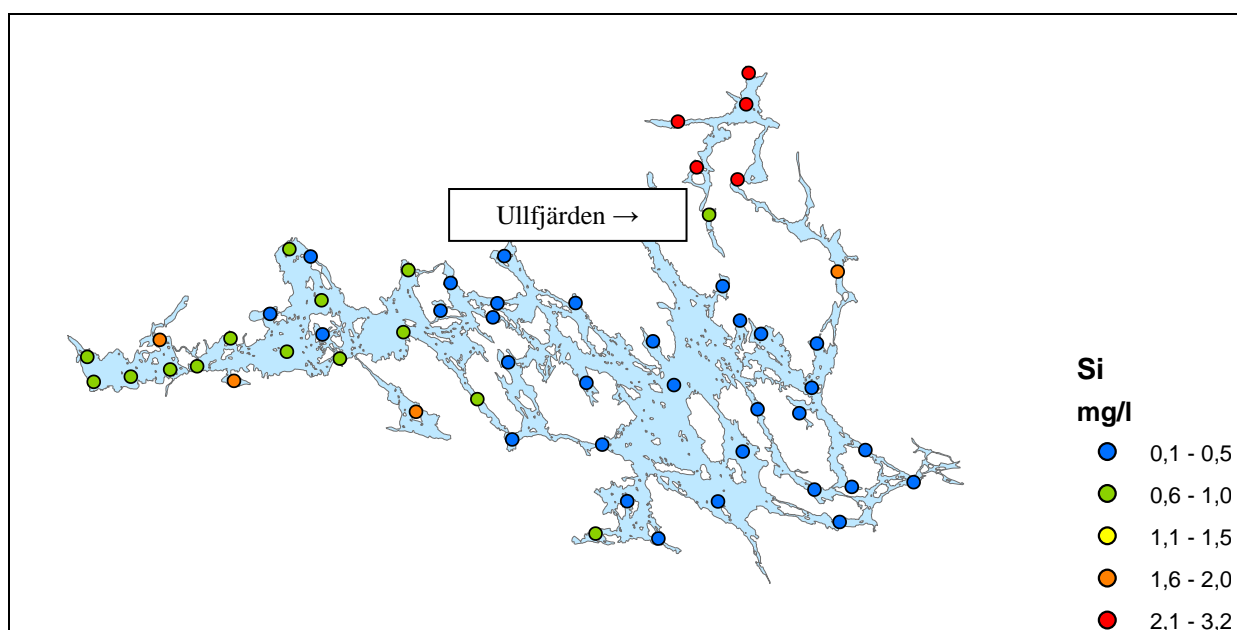 Ullfjärden →
Si
mg/l
0,1 - 0,5
0,6 - 1,0
1,1 - 1,5
1,6 - 2,0
2,1 - 3,2